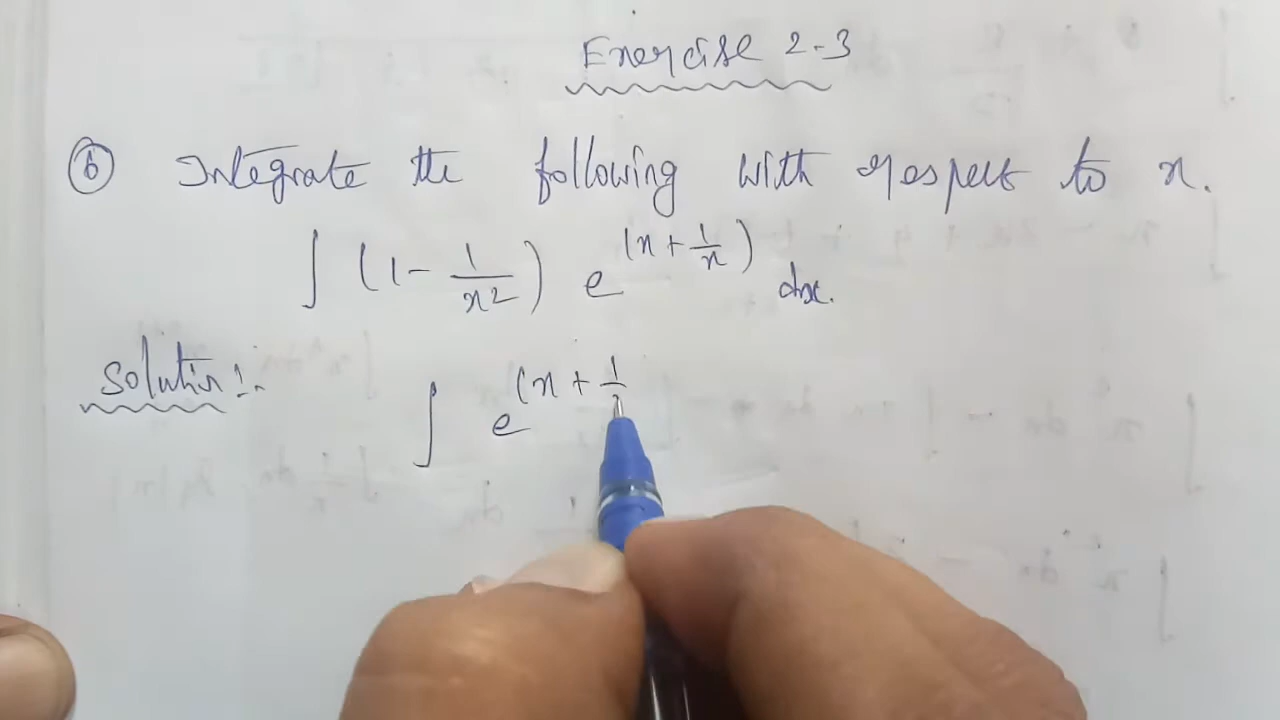 Exercise 2-3
⑥ Integrate the following with respect to x.
∫ (1 - 1/x²) e^(x + 1/x) dx.
Solution:-
∫ e^(x + 1/